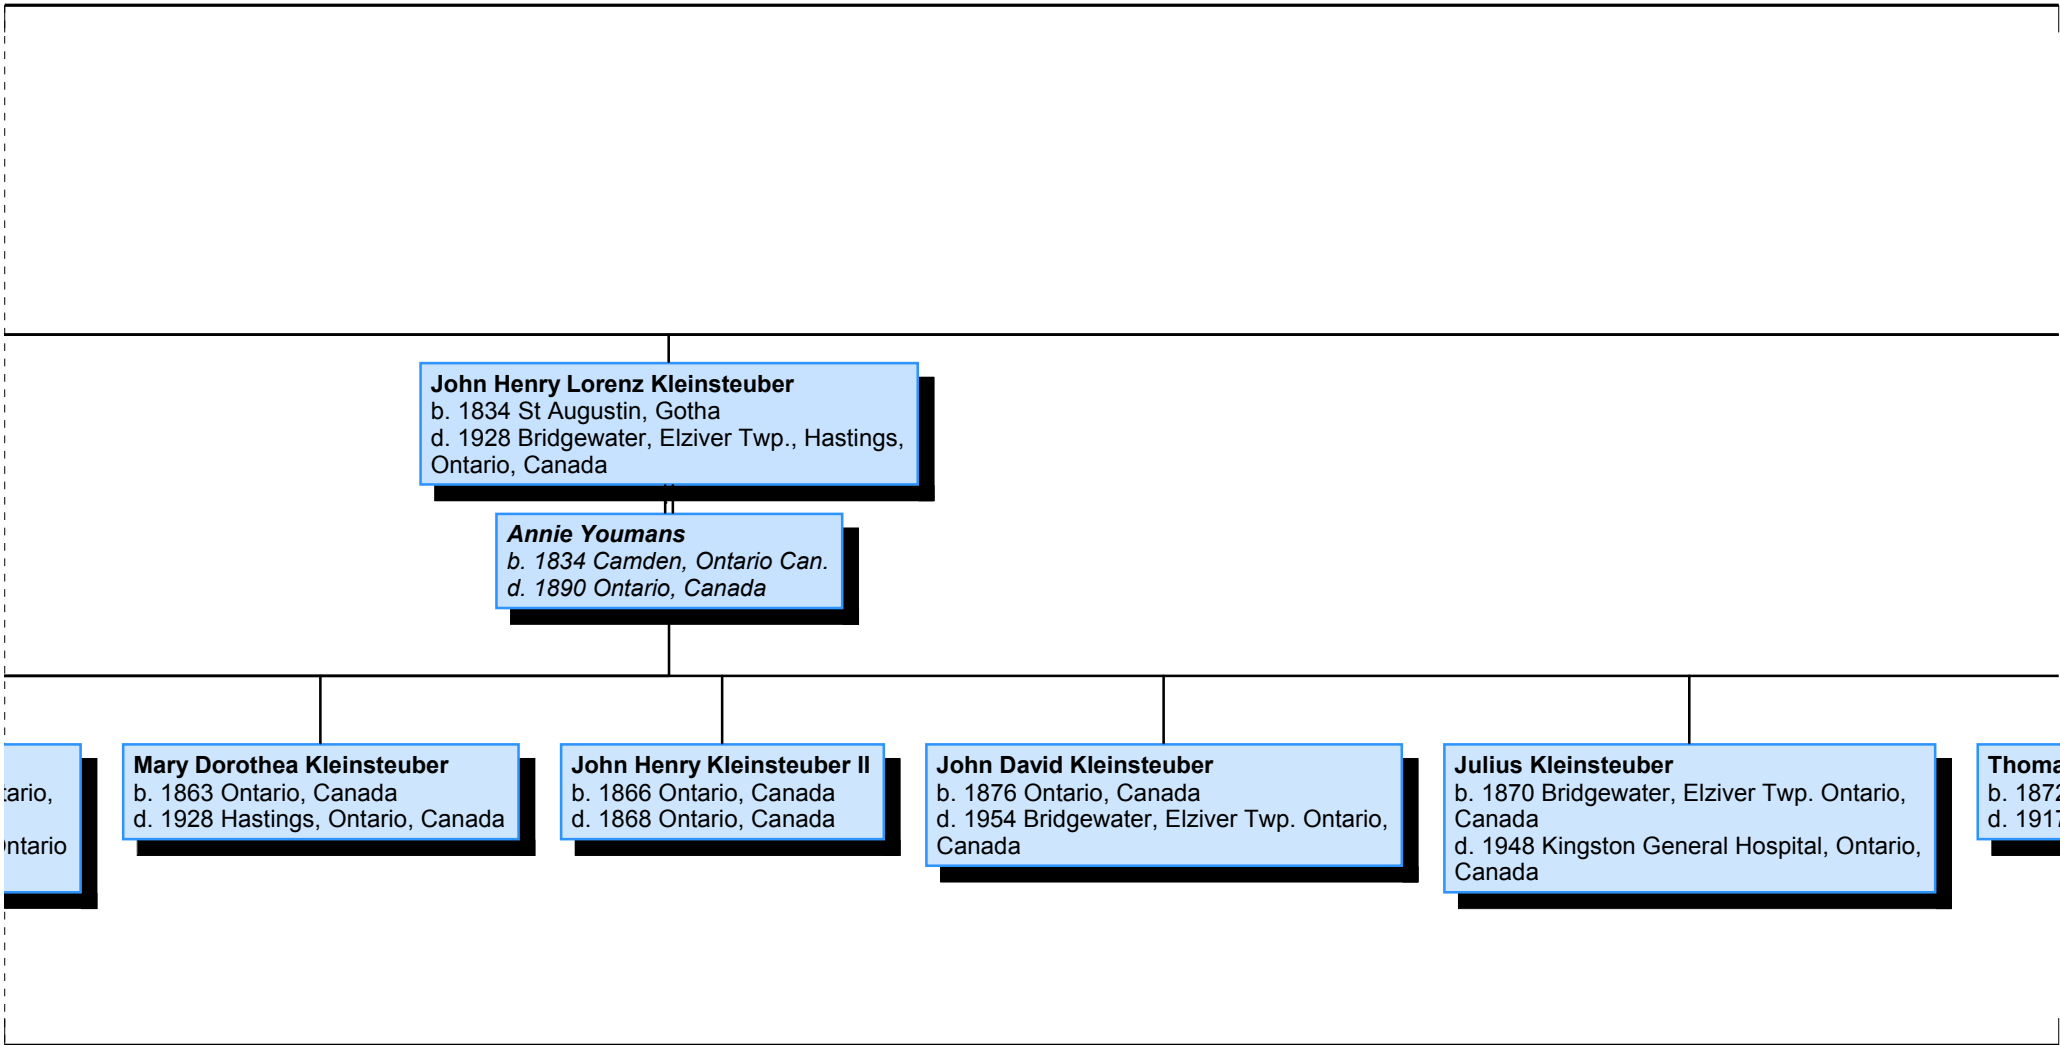 John Henry Lorenz Kleinsteuber
b. 1834 St Augustin, Gotha
d. 1928 Bridgewater, Elziver Twp., Hastings,
Ontario, Canada
Annie Youmans
b. 1834 Camden, Ontario Can.
d. 1890 Ontario, Canada
Mary Dorothea Kleinsteuber
b. 1863 Ontario, Canada
d. 1928 Hastings, Ontario, Canada
John Henry Kleinsteuber II
b. 1866 Ontario, Canada
d. 1868 Ontario, Canada
John David Kleinsteuber
b. 1876 Ontario, Canada
d. 1954 Bridgewater, Elziver Twp. Ontario,
Canada
Julius Kleinsteuber
b. 1870 Bridgewater, Elziver Twp. Ontario,
Canada
d. 1948 Kingston General Hospital, Ontario,
Canada
b. 1872
d. 1917